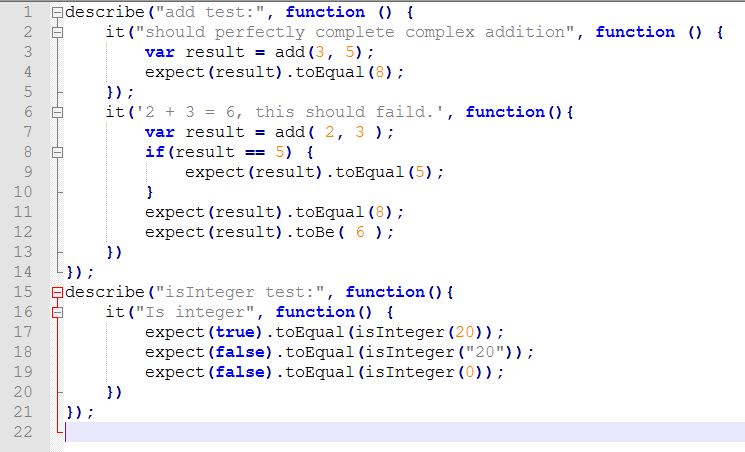 1 describe("add test:", function () {
2     it("should perfectly complete complex addition", function () {
3         var result = add(3, 5);
4         expect(result).toEqual(8);
5     });
6     it('2 + 3 = 6, this should faild.', function(){
7         var result = add( 2, 3 );
8         if(result == 5) {
9             expect(result).toEqual(5);
10         }
11         expect(result).toEqual(8);
12         expect(result).toBe( 6 );
13     })
14 });
15 describe("isInteger test:", function(){
16     it("Is integer", function() {
17         expect(true).toEqual(isInteger(20));
18         expect(false).toEqual(isInteger("20"));
19         expect(false).toEqual(isInteger(0));
20     })
21 });
22